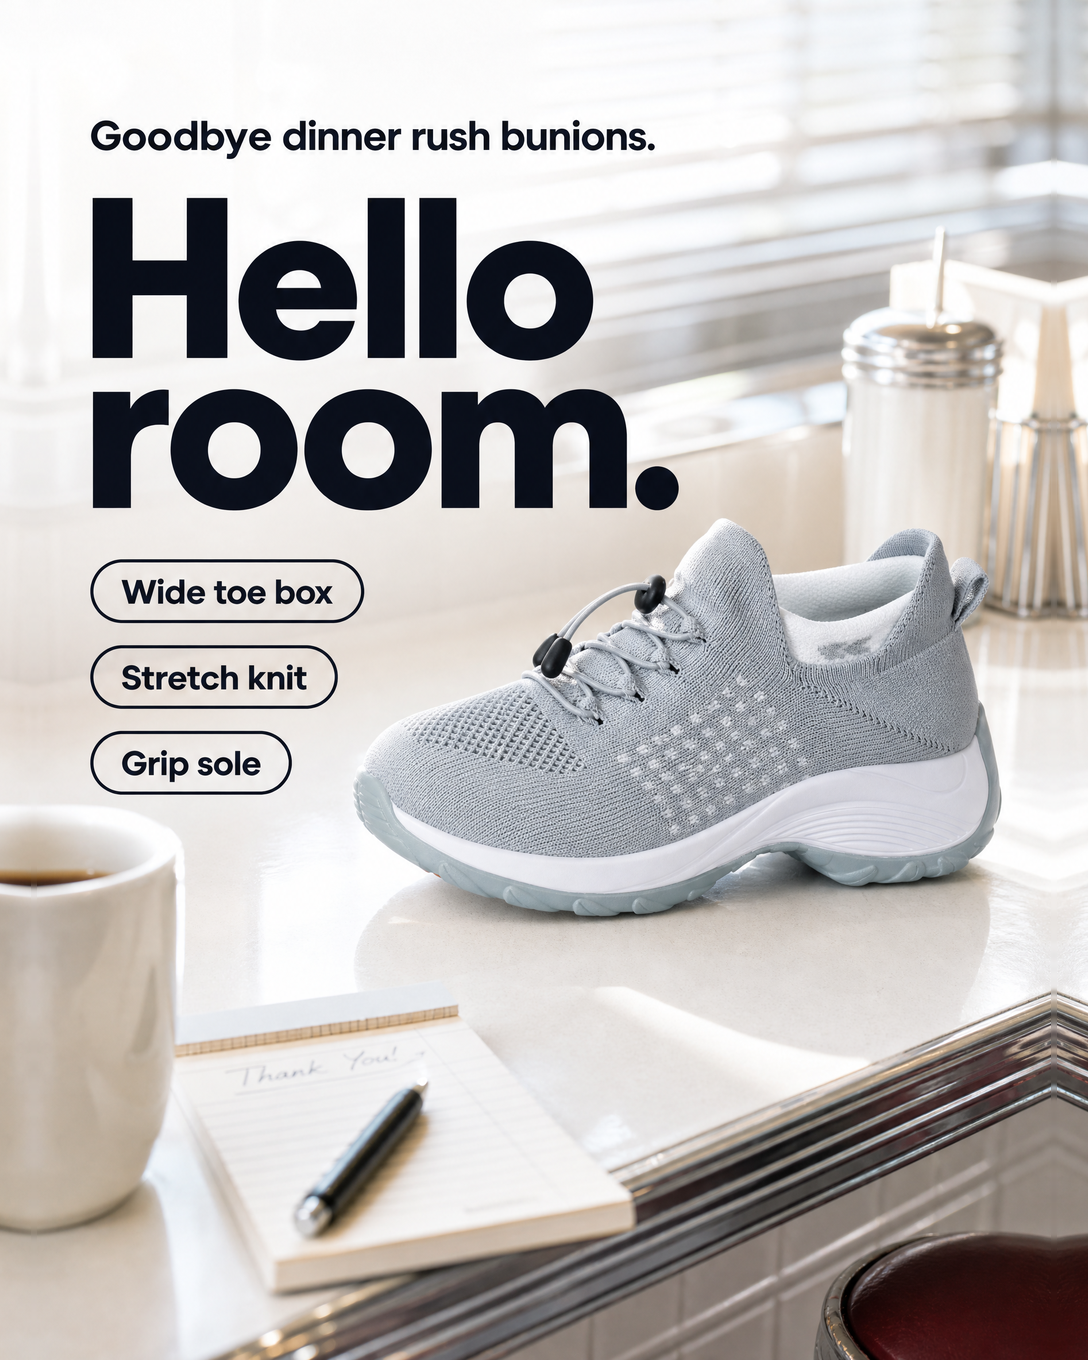 Goodbye dinner rush bunions.
Hello
room.
Wide toe box
Stretch knit
Grip sole
Thank You!